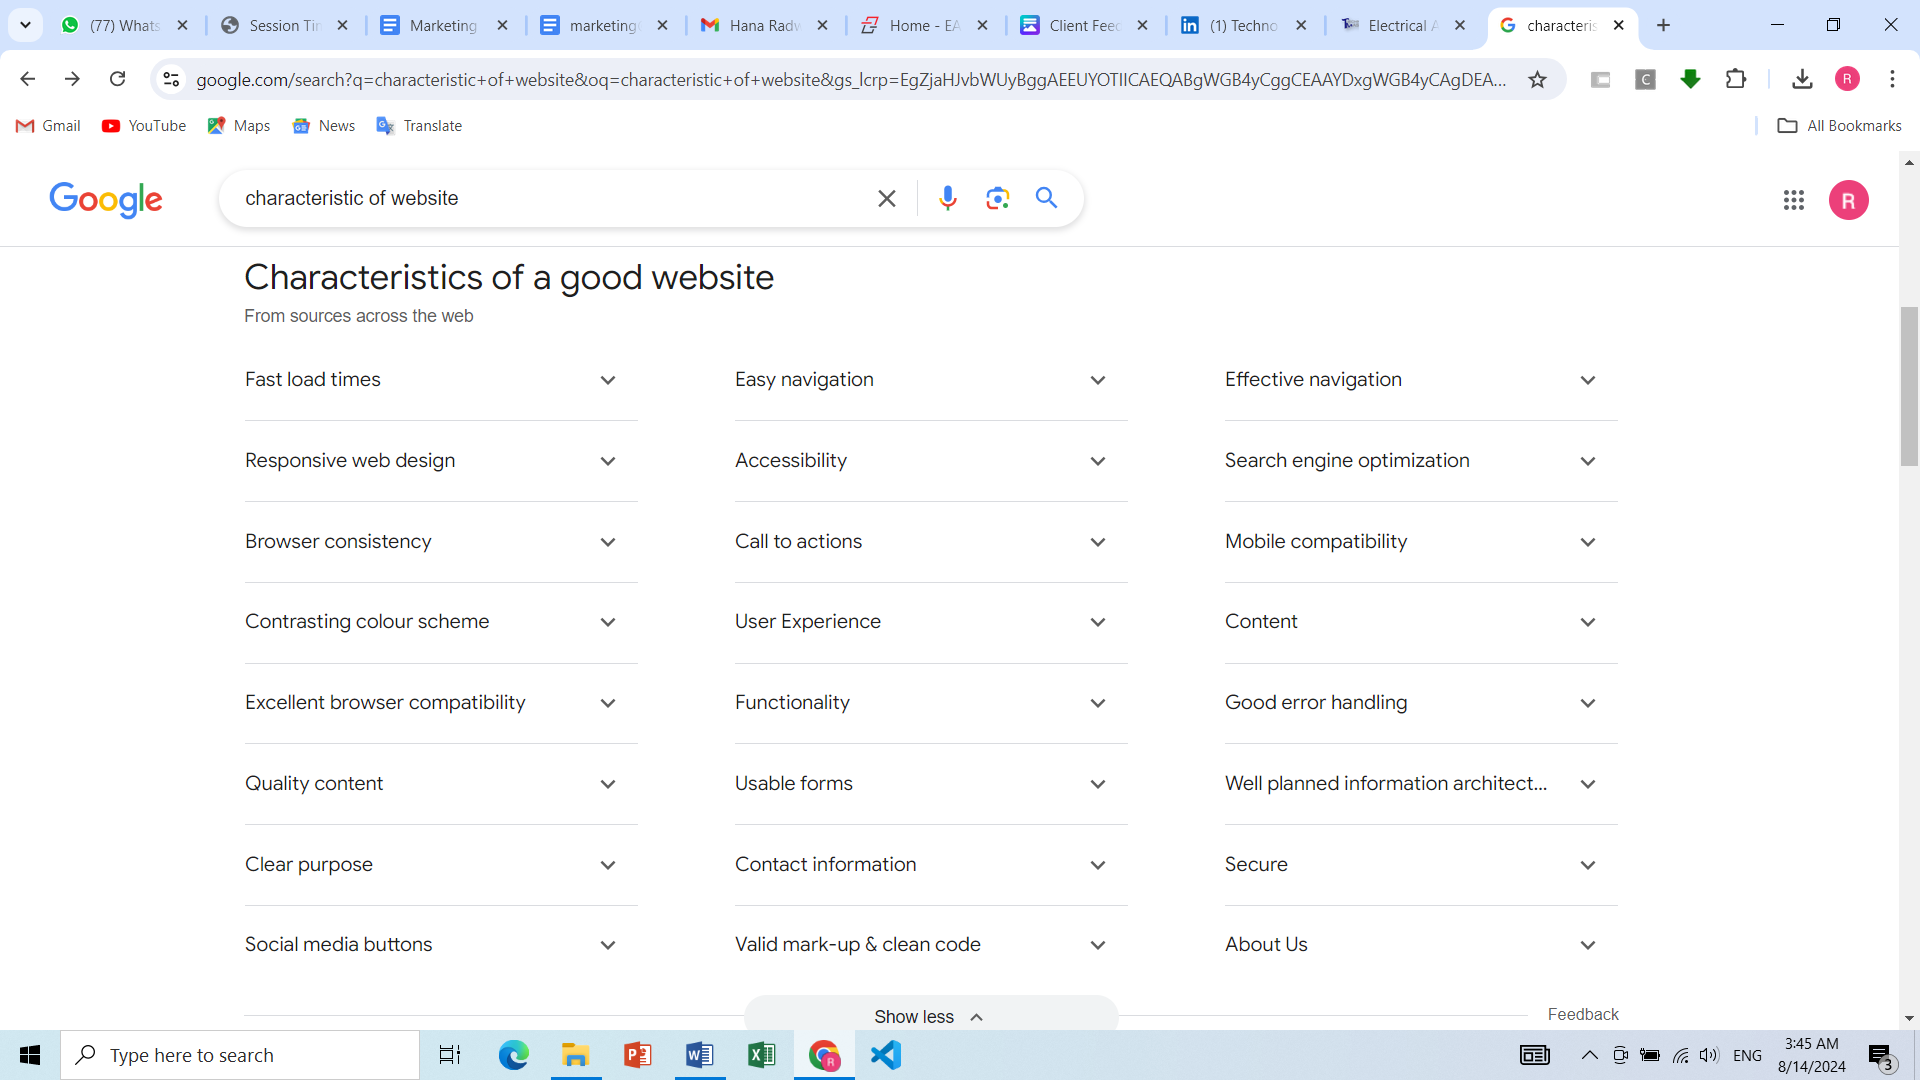 (77) Whats
Session Tin
Marketing
marketing
Hana Radw
Home - EA
Client Feed
(1) Techno
Electrical A
characteris
google.com/search?q=characteristic+of+website&oq=characteristic+of+website&gs_lcrp=EgZjaHJvbWUyBggAEEUYOTIICAEQABgWGB4yCggCEAAYDxgWGB4yCAgDEA...
R
Gmail
YouTube
Maps
News
Translate
All Bookmarks
Google
characteristic of website
R
Characteristics of a good website
From sources across the web
Fast load times
Easy navigation
Effective navigation
Responsive web design
Accessibility
Search engine optimization
Browser consistency
Call to actions
Mobile compatibility
Contrasting colour scheme
User Experience
Content
Excellent browser compatibility
Functionality
Good error handling
Quality content
Usable forms
Well planned information architect...
Clear purpose
Contact information
Secure
Social media buttons
Valid mark-up & clean code
About Us
Show less
Feedback
Type here to search
ENG
3:45 AM
8/14/2024
3